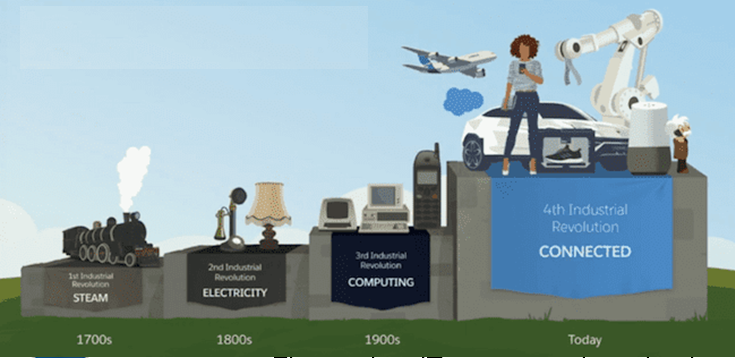 1st Industrial
Revolution
STEAM
2nd Industrial
Revolution
ELECTRICITY
3rd Industrial
Revolution
COMPUTING
4th Industrial
Revolution
CONNECTED
1700s
1800s
1900s
Today